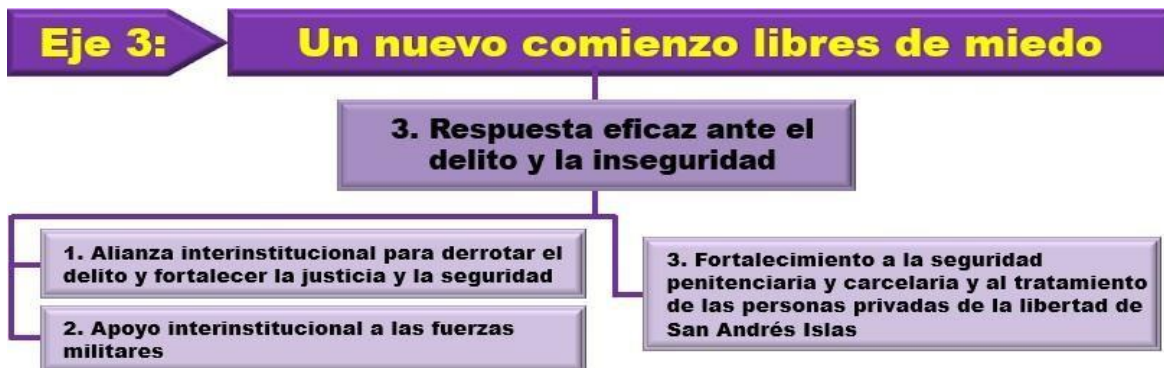 Eje 3:
Un nuevo comienzo libres de miedo
3. Respuesta eficaz ante el
delito y la inseguridad
1. Alianza interinstitucional para derrotar el
delito y fortalecer la justicia y la seguridad
2. Apoyo interinstitucional a las fuerzas
militares
3. Fortalecimiento a la seguridad
penitenciaria y carcelaria y al tratamiento
de las personas privadas de la libertad de
San Andrés Islas